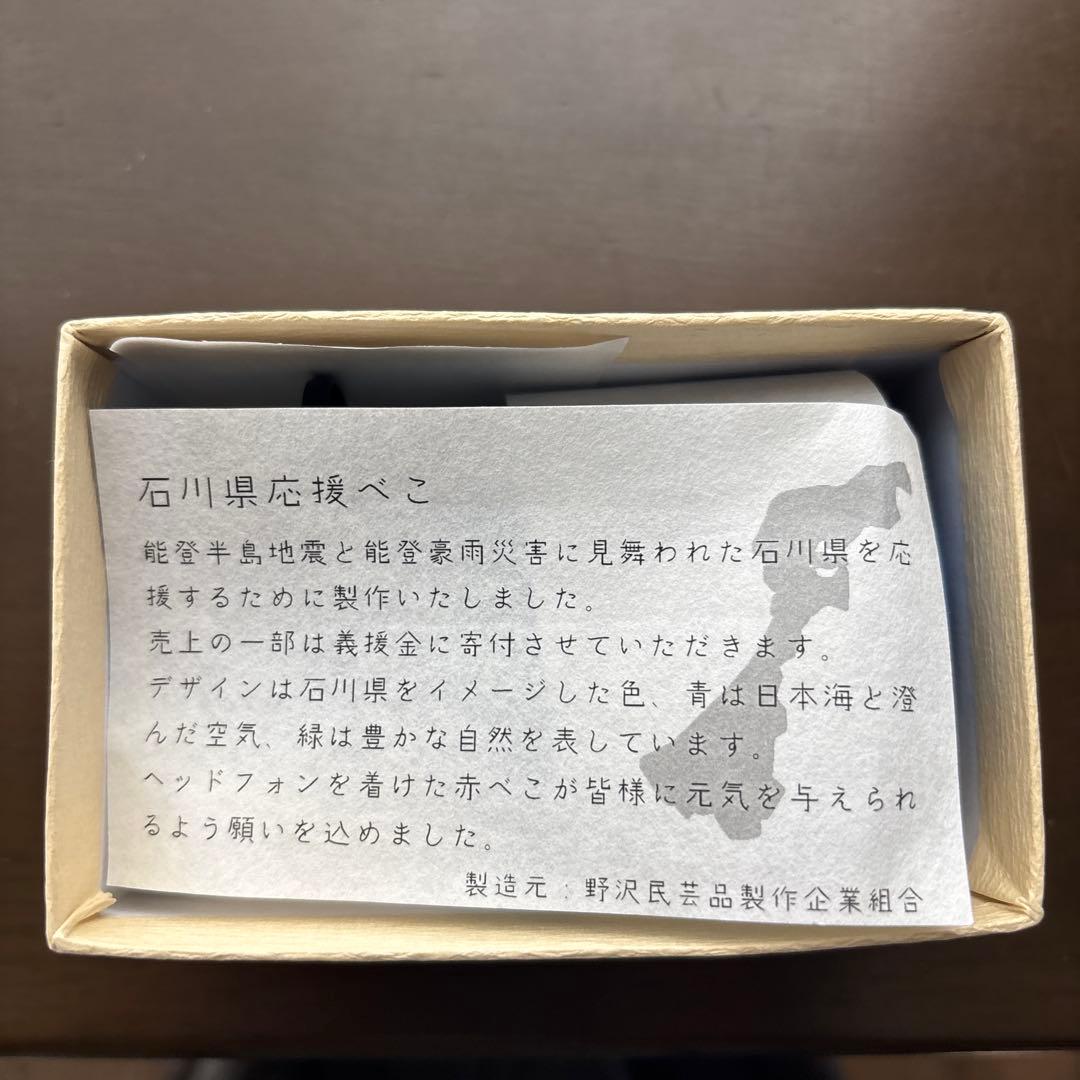 石川県応援べこ
能登半島地震と能登豪雨災害に見舞われた石川県を応
援するために製作いたしました。
売上の一部は義援金に寄付させていただきます。
デザインは石川県をイメージした色、青は日本海と澄
んだ空気、緑は豊かな自然を表しています。
ヘッドフォンを着けた赤べこが皆様に元気を与えられ
るよう願いを込めました。
製造元：野沢民芸品製作企業組合